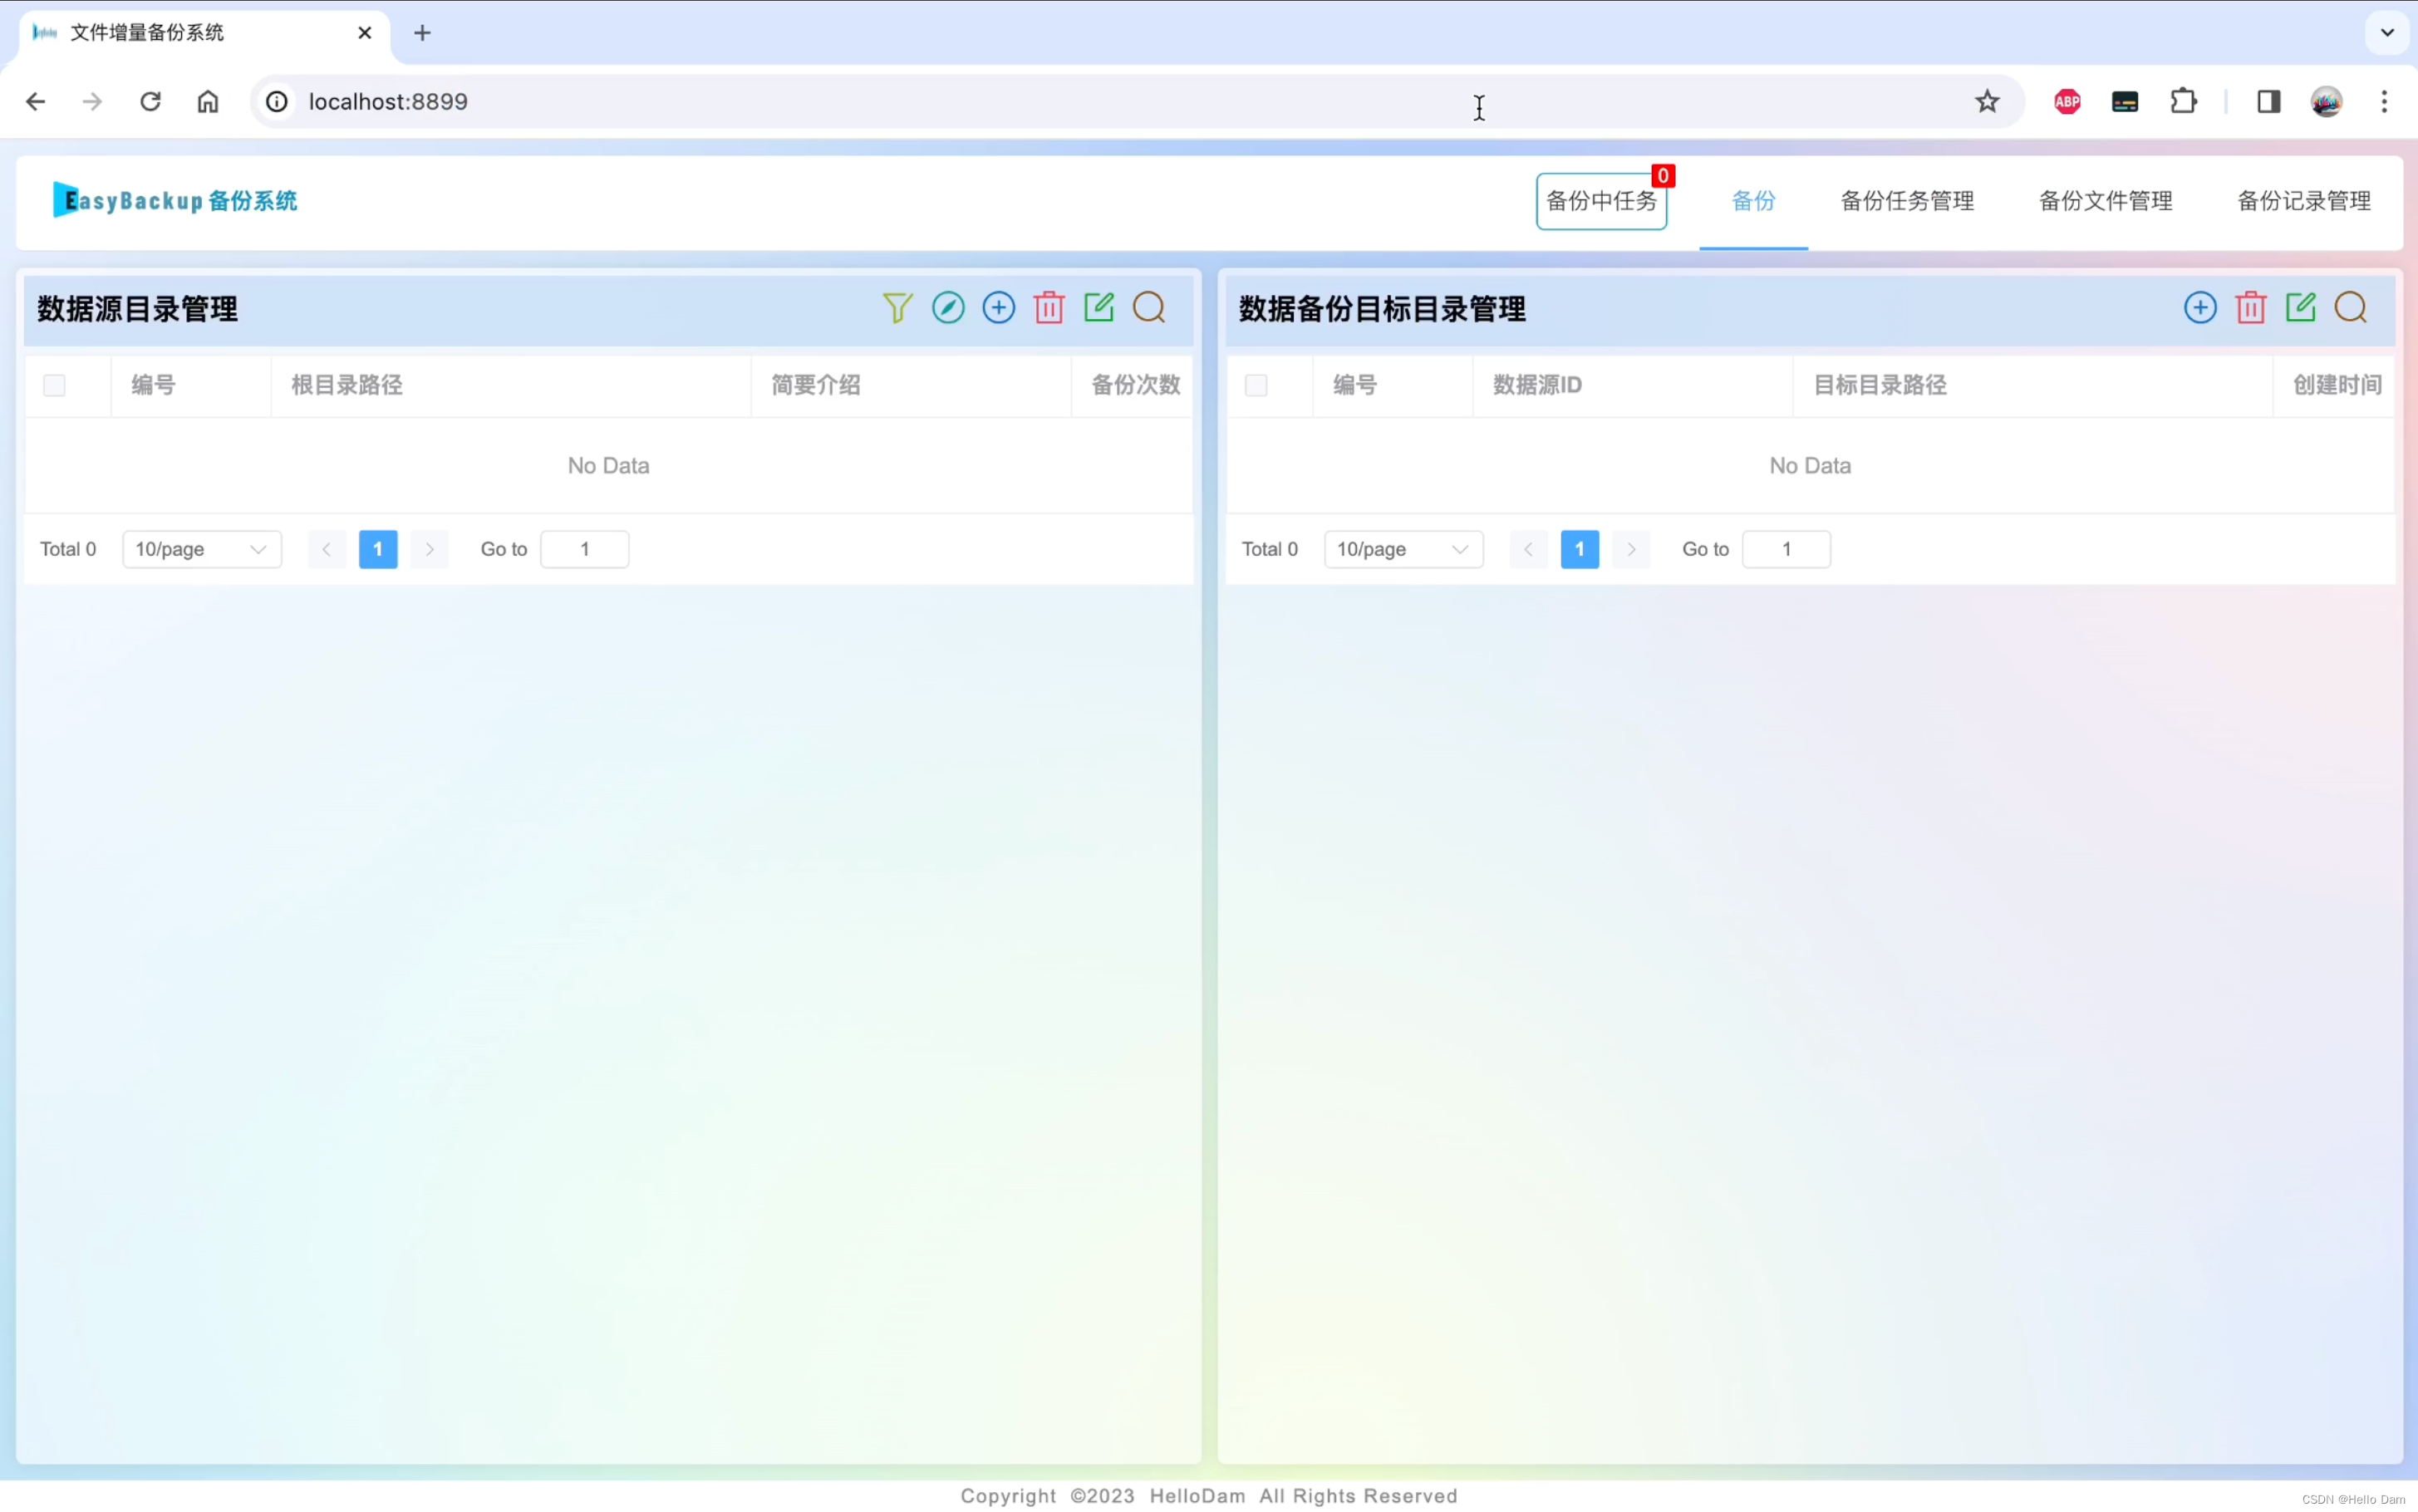 文件增量备份系统
localhost:8899
ABP
EasyBackup 备份系统
备份中任务 0 备份 备份任务管理 备份文件管理 备份记录管理
数据源目录管理
编号 根目录路径 简要介绍 备份次数
No Data
Total 0 10/page 1 Go to 1
数据备份目标目录管理
编号 数据源ID 目标目录路径 创建时间
No Data
Total 0 10/page 1 Go to 1
Copyright ©2023 HelloDam All Rights Reserved
CSDN @Hello Dam